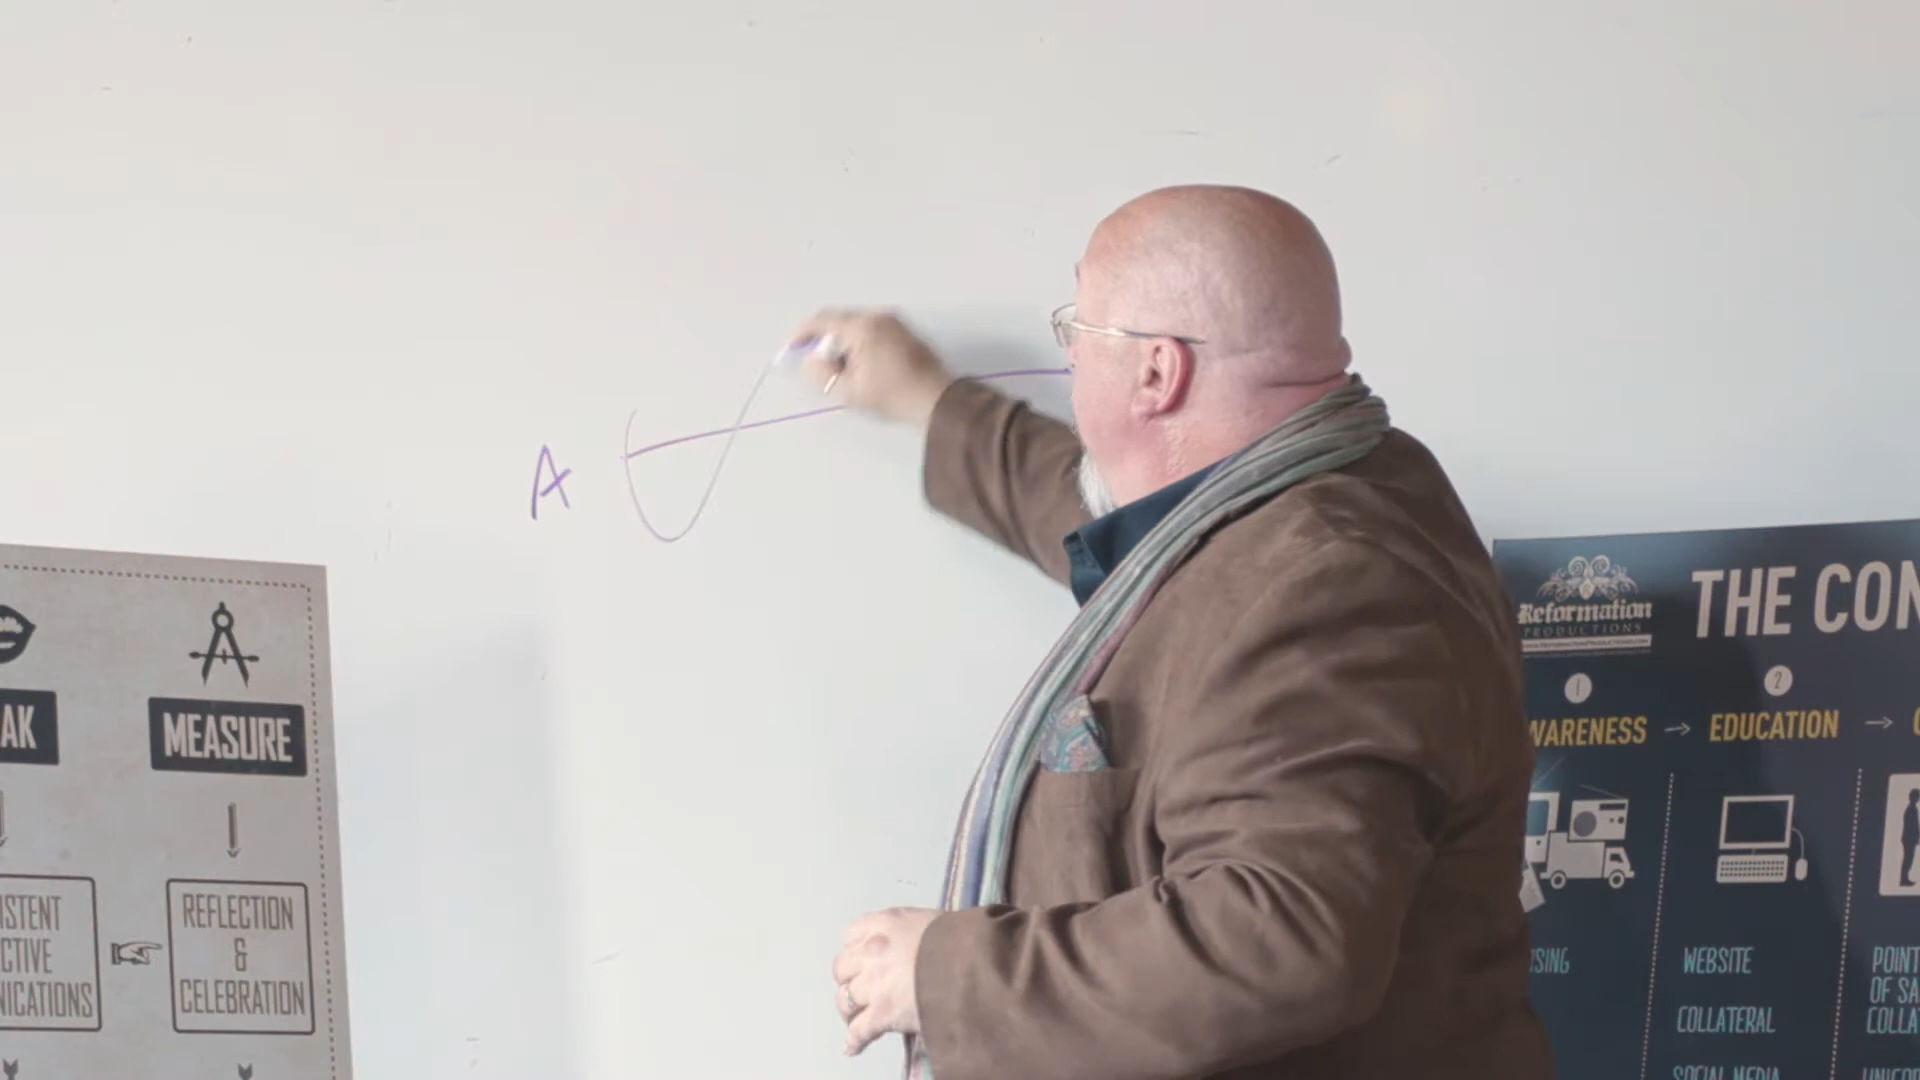 A
AK
MEASURE
ISTENT
CTIVE
NICATIONS
REFLECTION
&
CELEBRATION
Reformation
PRODUCTIONS
THE CON
1
2
WARENESS → EDUCATION →
ISING
WEBSITE
COLLATERAL
SOCIAL MEDIA
POINT
OF SA
COLLA